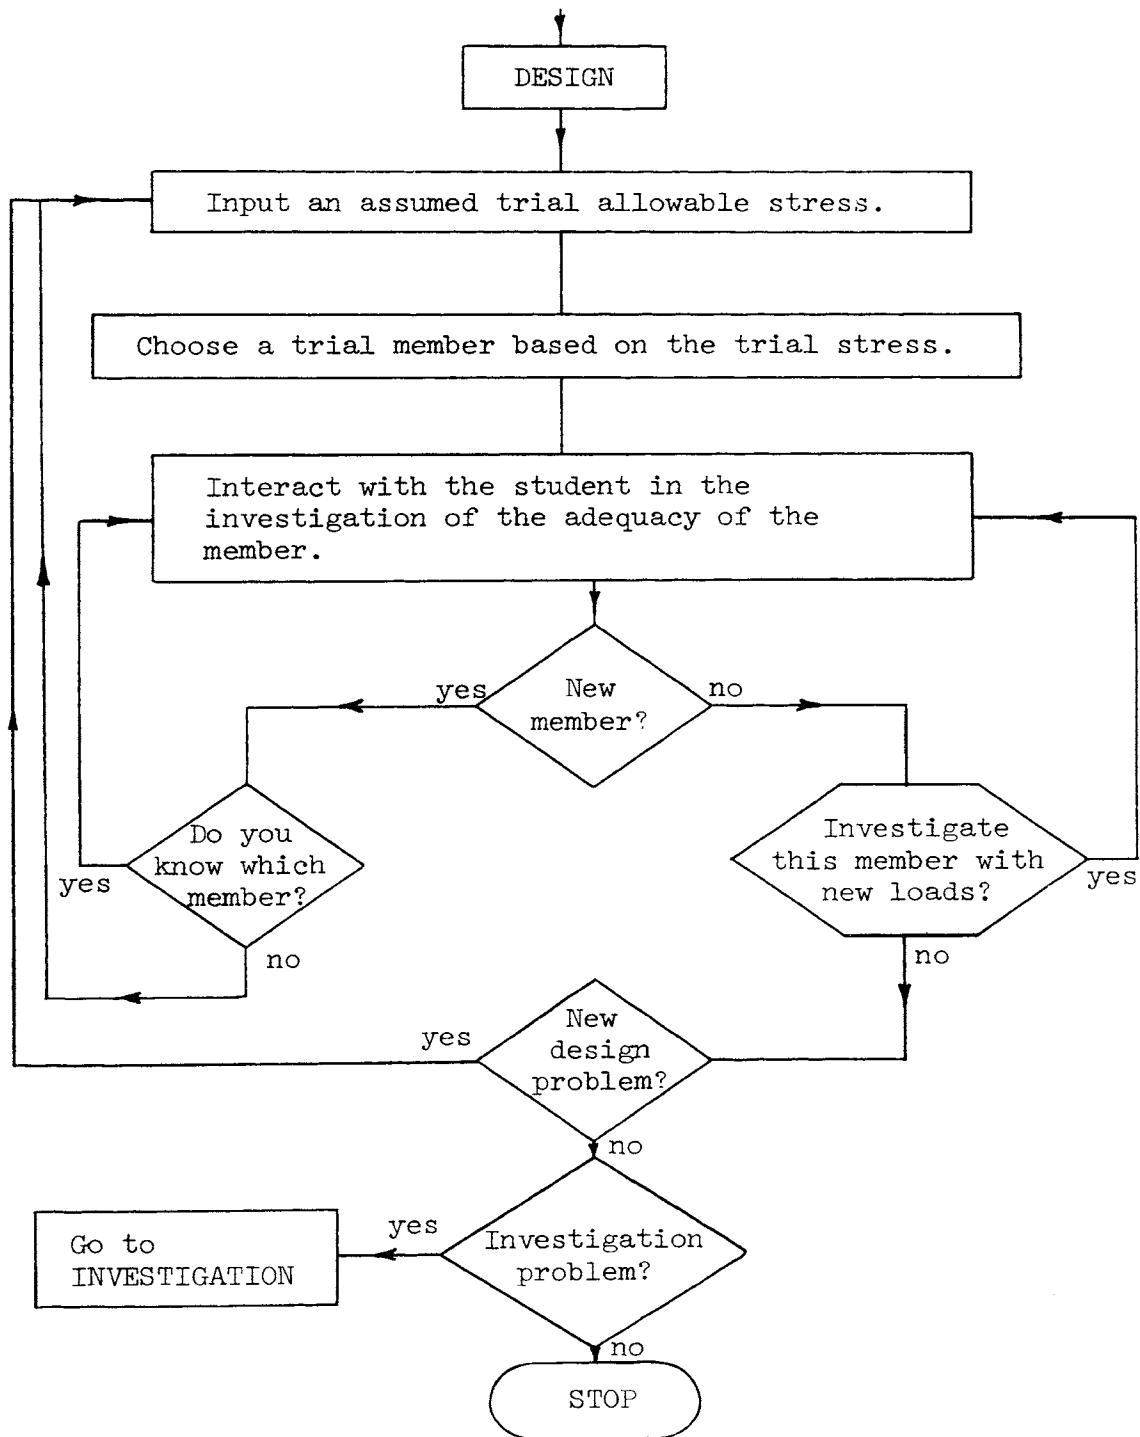 DESIGN
Input an assumed trial allowable stress.
Choose a trial member based on the trial stress.
Interact with the student in the
investigation of the adequacy of the
member.
yes
New
member?
no
Do you
know which
member?
yes
no
Investigate
this member with
new loads?
yes
no
yes
New
design
problem?
no
yes
Investigation
problem?
Go to
INVESTIGATION
no
STOP